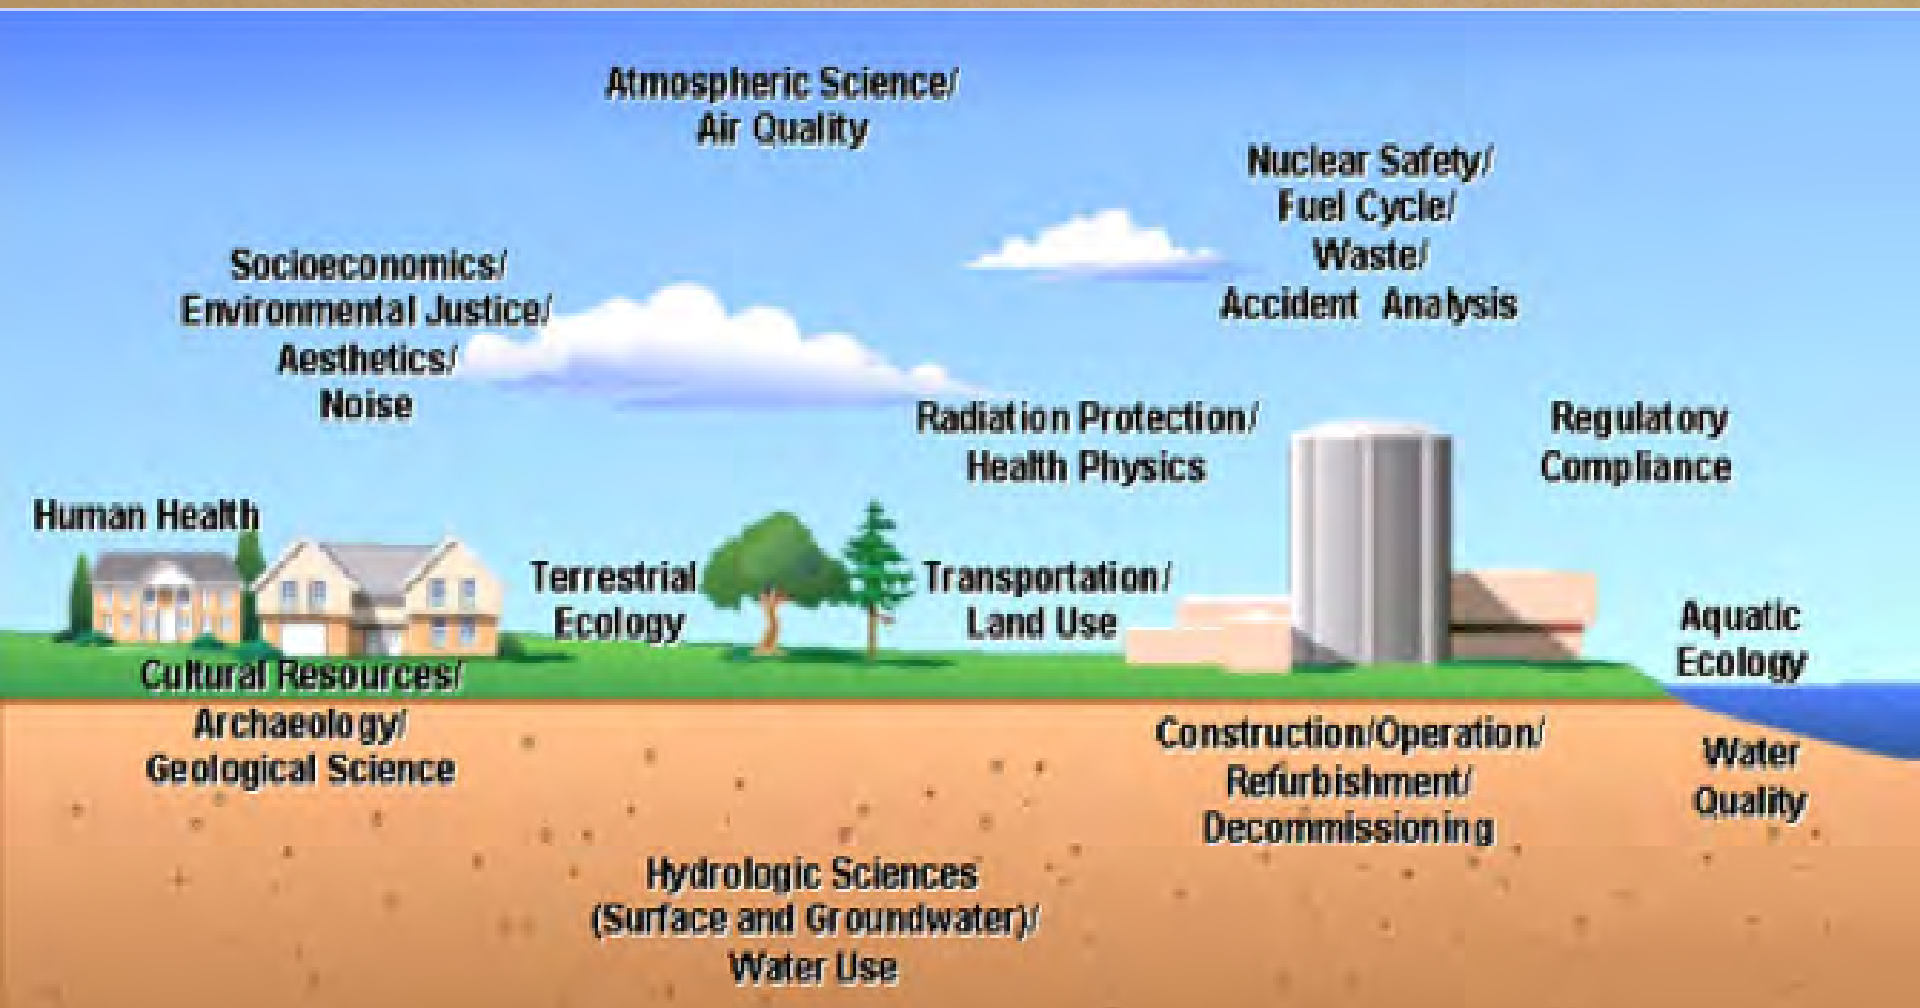 Atmospheric Science/
Air Quality
Nuclear Safety/
Fuel Cycle/
Waste/
Accident Analysis
Socioeconomics/
Environmental Justice/
Aesthetics/
Noise
Radiation Protection/
Health Physics
Regulatory
Compliance
Human Health
Terrestrial
Ecology
Transportation/
Land Use
Aquatic
Ecology
Cultural Resources/
Archaeology/
Geological Science
Construction/Operation/
Refurbishment/
Decommissioning
Water
Quality
Hydrologic Sciences
(Surface and Groundwater)/
Water Use